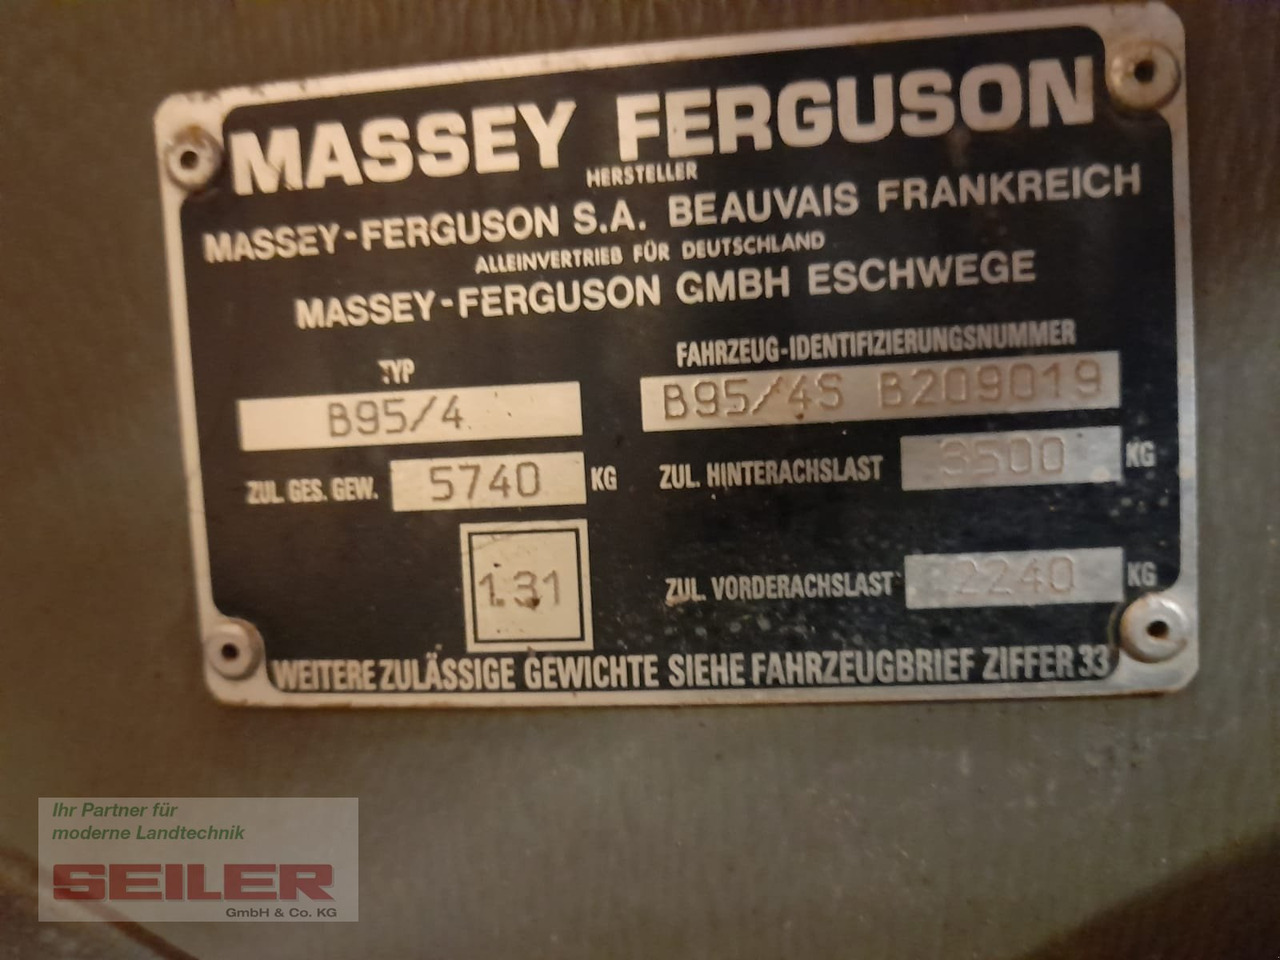 MASSEY FERGUSON
HERSTELLER
MASSEY-FERGUSON S.A. BEAUVAIS FRANKREICH
ALLEINVERTRIEB FÜR DEUTSCHLAND
MASSEY-FERGUSON GMBH ESCHWEGE
TYP FAHRZEUG-IDENTIFIZIERUNGSNUMMER
B95/4 B95/4S B209019
ZUL. GES. GEW. 5740 KG ZUL. HINTERACHSLAST 3500 KG
1.31 ZUL. VORDERACHSLAST 2240 KG
WEITERE ZULÄSSIGE GEWICHTE SIEHE FAHRZEUGBRIEF ZIFFER 33
Ihr Partner für
moderne Landtechnik
SEILER
GmbH & Co. KG